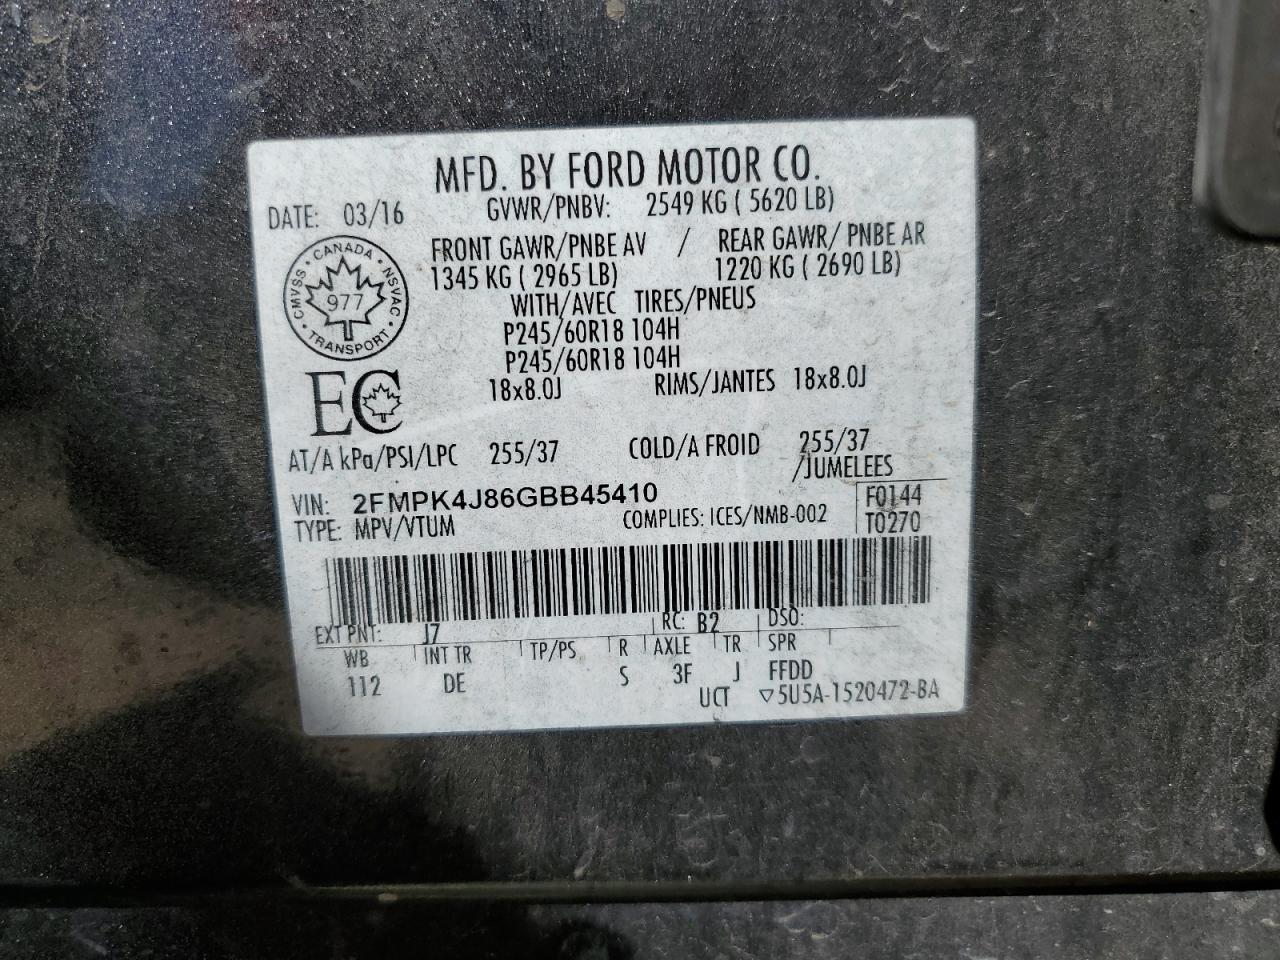 MFD. BY FORD MOTOR CO.
DATE: 03/16 GVWR/PNBV: 2549 KG ( 5620 LB)
FRONT GAWR/PNBE AV / REAR GAWR/ PNBE AR
1345 KG ( 2965 LB) 1220 KG ( 2690 LB)
WITH/AVEC TIRES/PNEUS
P245/60R18 104H
P245/60R18 104H
18x8.0J RIMS/JANTES 18x8.0J
CANADA
CMVSS 977 NSVAC
TRANSPORT
EC
AT/A kPa/PSI/LPC 255/37 COLD/A FROID 255/37
/JUMELEES
VIN: 2FMPK4J86GBB45410 F0144
TYPE: MPV/VTUM COMPLIES: ICES/NMB-002 T0270
EXT PNT: J7 RC: B2 DSO:
WB INT TR TP/PS R AXLE TR SPR
112 DE S 3F J FFDD
UCT ▽5U5A-1520472-BA